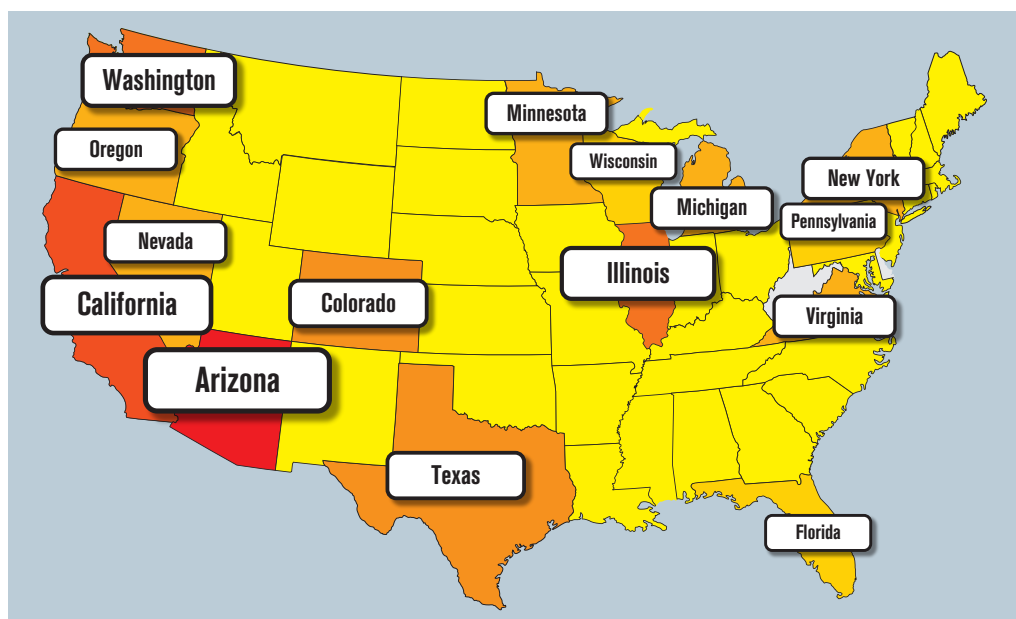 Washington
Minnesota
Oregon
Wisconsin
New York
Michigan
Pennsylvania
Nevada
Illinois
California
Colorado
Virginia
Arizona
Texas
Florida